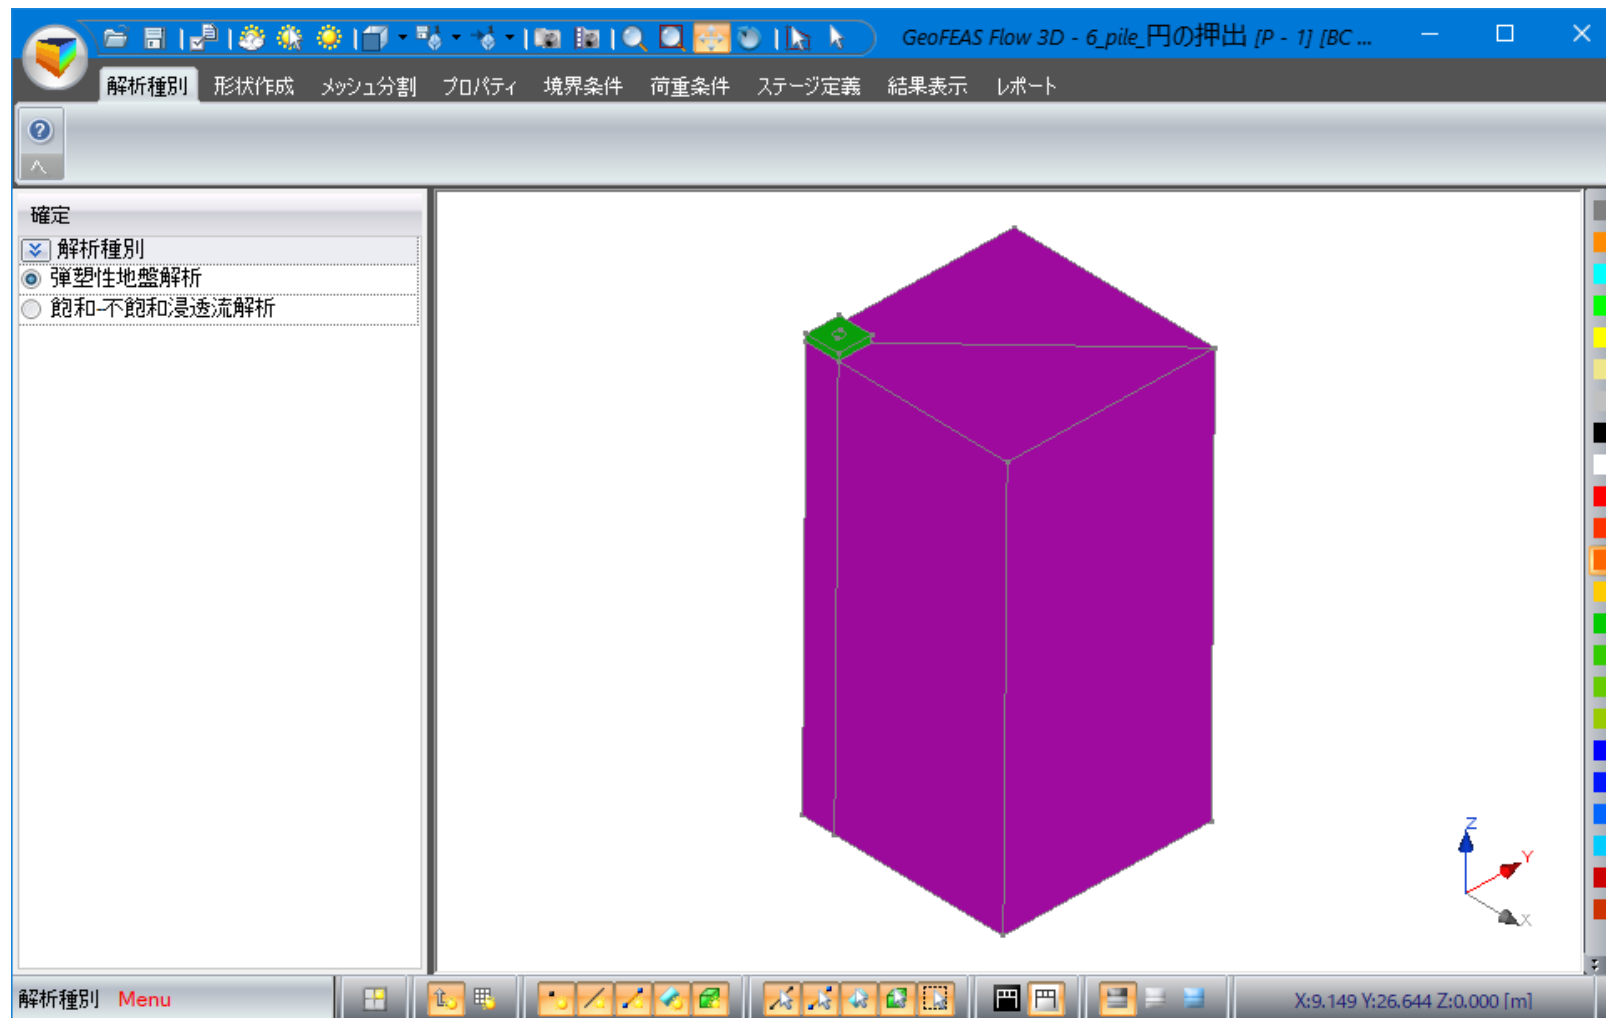 GeoFEAS Flow 3D - 6_pile_円の押出 [P - 1] [BC ...
解析種別 形状作成 メッシュ分割 プロパティ 境界条件 荷重条件 ステージ定義 結果表示 レポート
確定
解析種別
弾塑性地盤解析
飽和-不飽和浸透流解析
Z
Y
X
解析種別 Menu
X:9.149 Y:26.644 Z:0.000 [m]